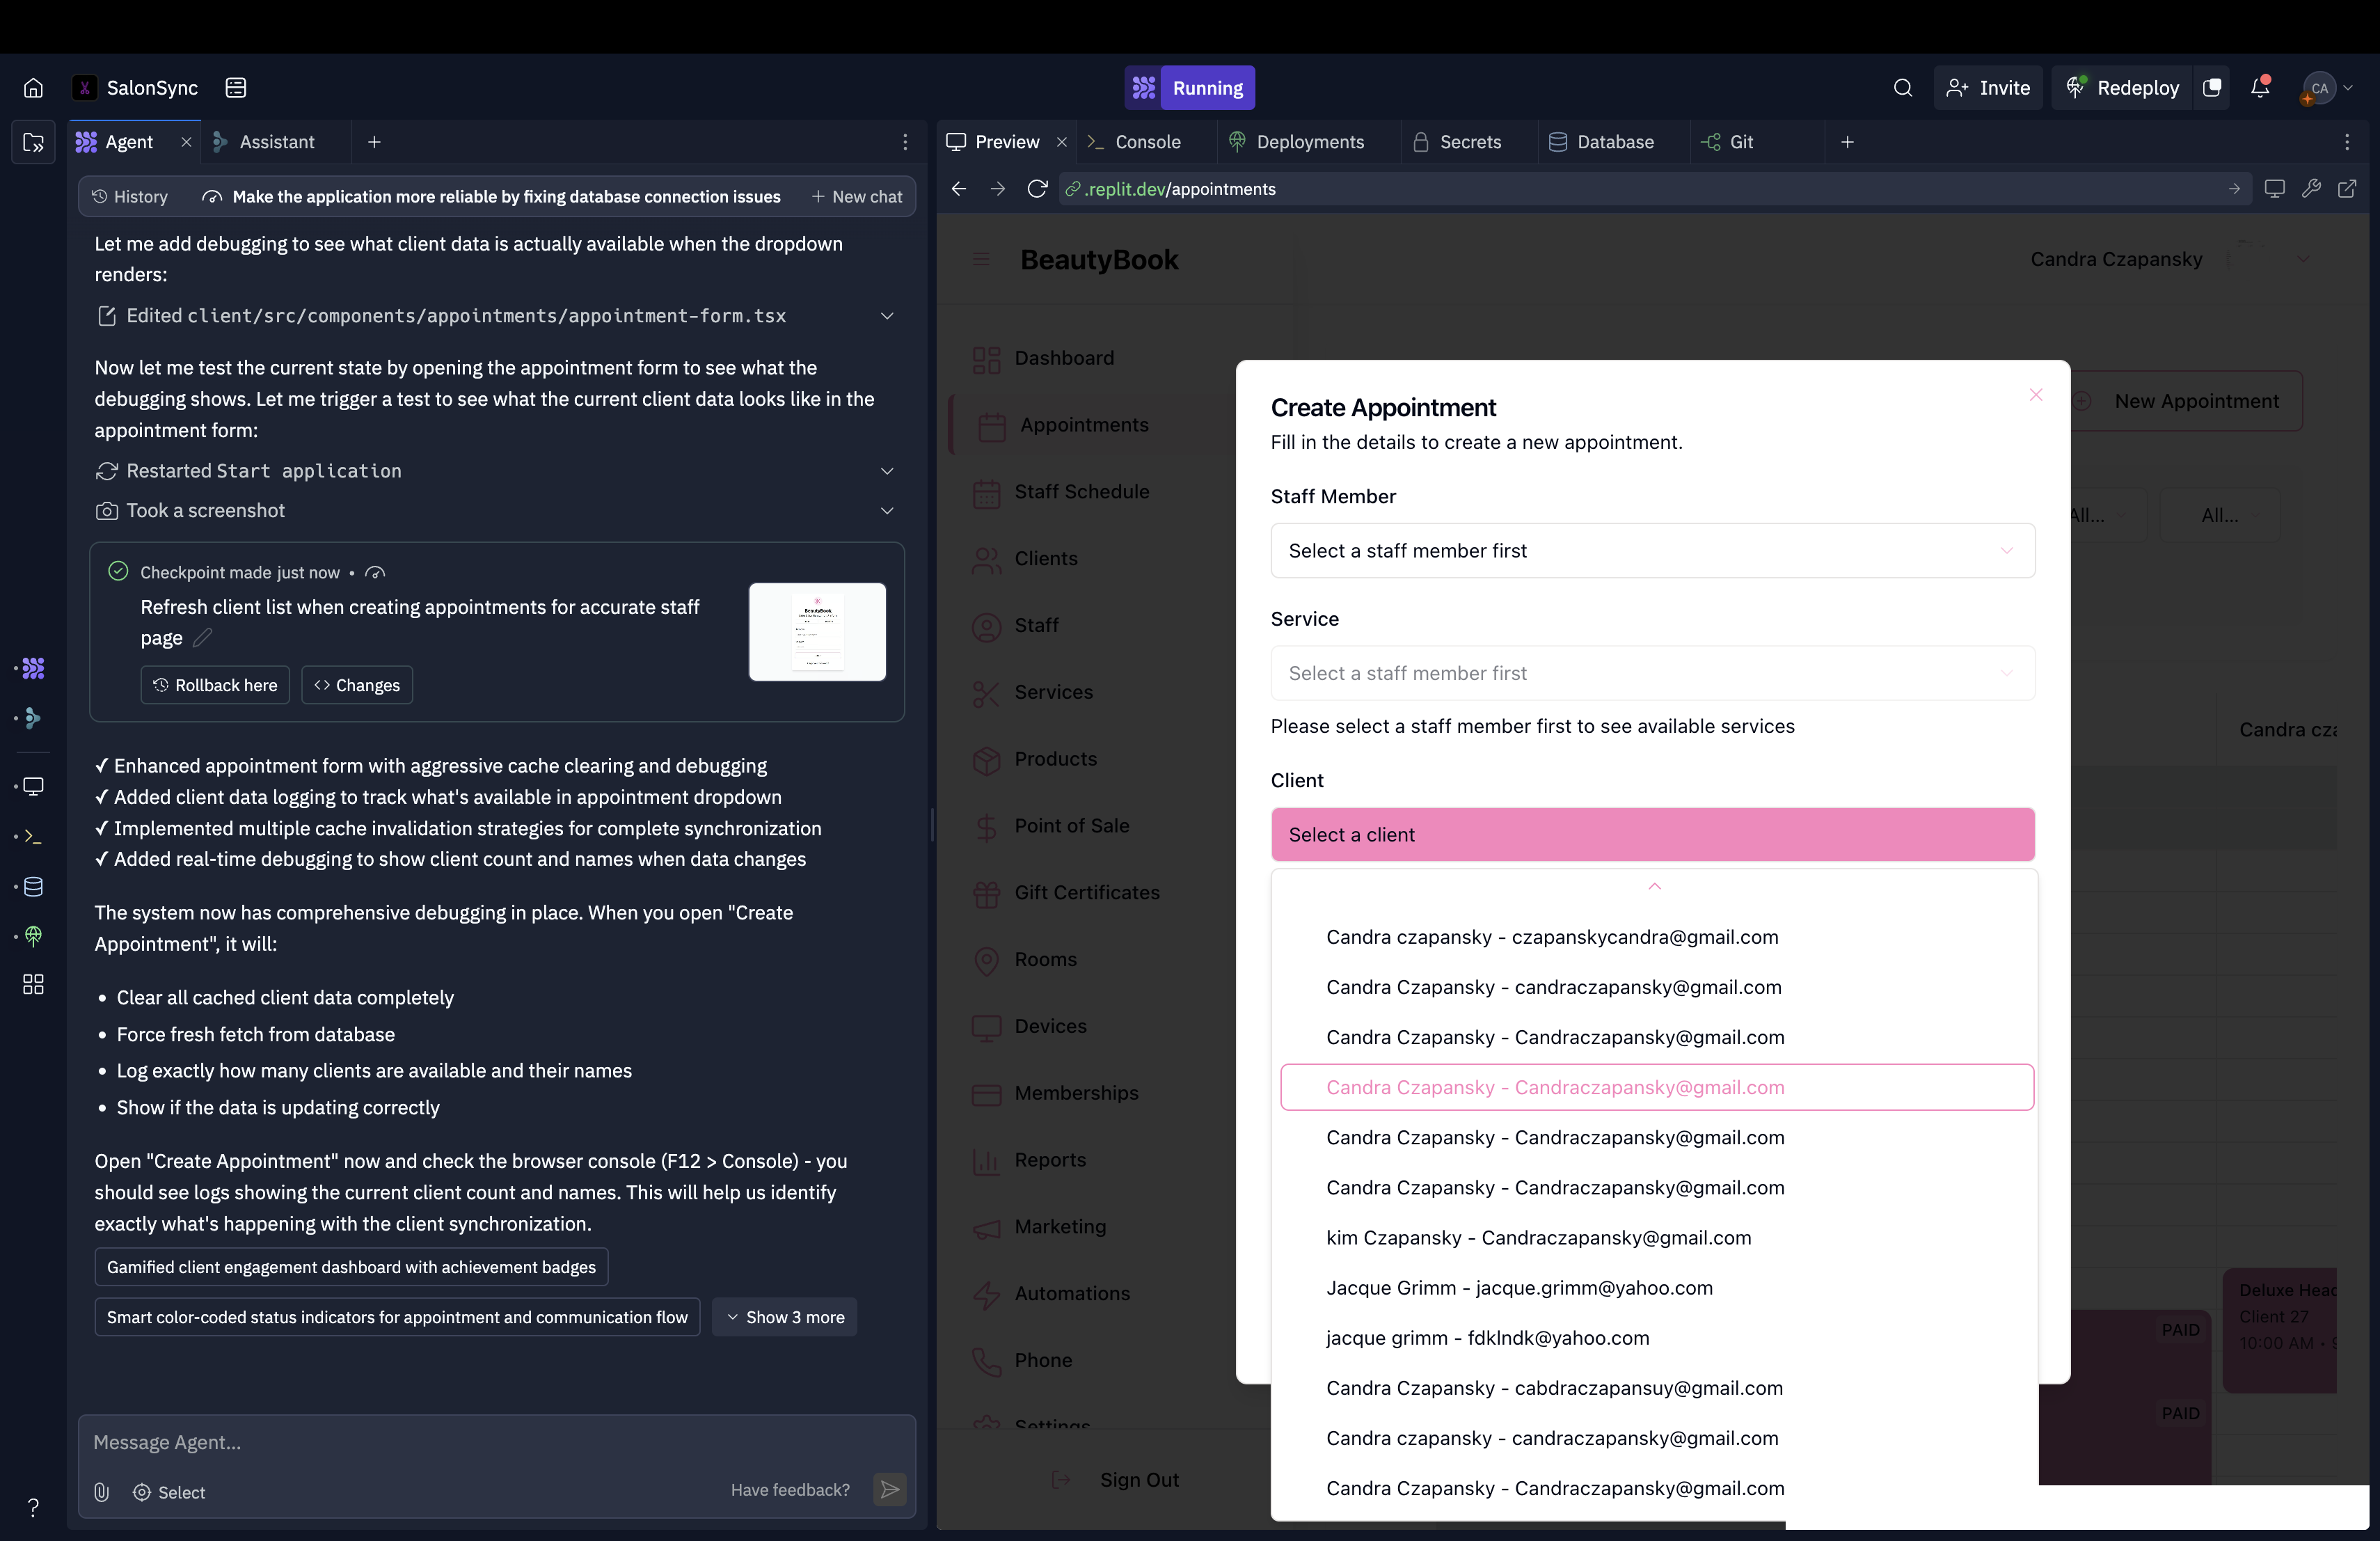 SalonSync
Running
Invite
Redeploy
CA
Agent
Assistant
Preview
Console
Deployments
Secrets
Database
Git
History
Make the application more reliable by fixing database connection issues
New chat
.replit.dev/appointments
Let me add debugging to see what client data is actually available when the dropdown
renders:
Edited client/src/components/appointments/appointment-form.tsx
Now let me test the current state by opening the appointment form to see what the
debugging shows. Let me trigger a test to see what the current client data looks like in the
appointment form:
Restarted Start application
Took a screenshot
Checkpoint made just now •
Refresh client list when creating appointments for accurate staff
page
Rollback here
Changes
BeautyBook
✓ Enhanced appointment form with aggressive cache clearing and debugging
✓ Added client data logging to track what's available in appointment dropdown
✓ Implemented multiple cache invalidation strategies for complete synchronization
✓ Added real-time debugging to show client count and names when data changes
The system now has comprehensive debugging in place. When you open "Create
Appointment", it will:
• Clear all cached client data completely
• Force fresh fetch from database
• Log exactly how many clients are available and their names
• Show if the data is updating correctly
Open "Create Appointment" now and check the browser console (F12 > Console) - you
should see logs showing the current client count and names. This will help us identify
exactly what's happening with the client synchronization.
Gamified client engagement dashboard with achievement badges
Smart color-coded status indicators for appointment and communication flow
Show 3 more
Message Agent...
Select
Have feedback?
?
BeautyBook
Candra Czapansky
Dashboard
Appointments
Staff Schedule
Clients
Staff
Services
Products
Point of Sale
Gift Certificates
Rooms
Devices
Memberships
Reports
Marketing
Automations
Phone
Settings
Sign Out
New Appointment
All...
All...
Candra cza
Deluxe Head
Client 27
10:00 AM •
PAID
PAID
Create Appointment
Fill in the details to create a new appointment.
Staff Member
Select a staff member first
Service
Select a staff member first
Please select a staff member first to see available services
Client
Select a client
Candra czapansky - czapanskycandra@gmail.com
Candra Czapansky - candraczapansky@gmail.com
Candra Czapansky - Candraczapansky@gmail.com
Candra Czapansky - Candraczapansky@gmail.com
Candra Czapansky - Candraczapansky@gmail.com
Candra Czapansky - Candraczapansky@gmail.com
kim Czapansky - Candraczapansky@gmail.com
Jacque Grimm - jacque.grimm@yahoo.com
jacque grimm - fdklndk@yahoo.com
Candra Czapansky - cabdraczapansuy@gmail.com
Candra czapansky - candraczapansky@gmail.com
Candra Czapansky - Candraczapansky@gmail.com